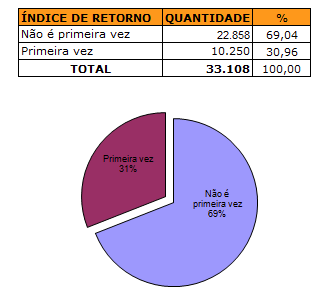 ÍNDICE DE RETORNO QUANTIDADE %
Não é primeira vez 22.858 69,04
Primeira vez 10.250 30,96
TOTAL 33.108 100,00
Primeira vez
31%
Não é
primeira vez
69%